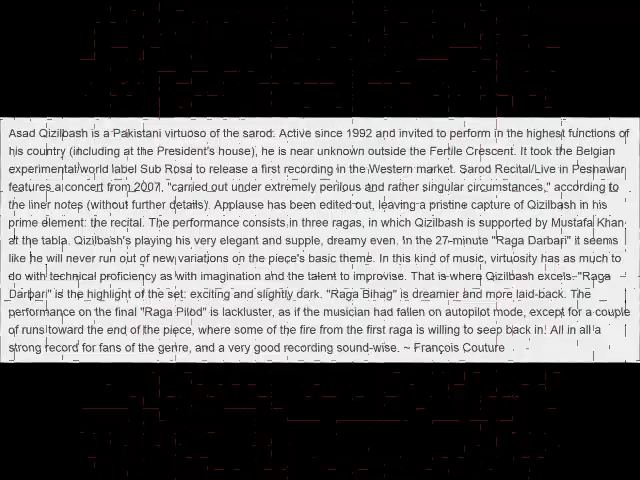 Asad Qizilbash is a Pakistani virtuoso of the sarod. Active since 1992 and invited to perform in the highest functions of
his country (including at the President's house), he is near unknown outside the Fertile Crescent. It took the Belgian
experimental/world label Sub Rosa to release a first recording in the Western market. Sarod Recital/Live in Peshawar
features a concert from 2007, "carried out under extremely perilous and rather singular circumstances," according to
the liner notes (without further details). Applause has been edited out, leaving a pristine capture of Qizilbash in his
prime element: the recital. The performance consists in three ragas, in which Qizilbash is supported by Mustafa Khan
at the tabla. Qizilbash's playing his very elegant and supple, dreamy even. In the 27-minute "Raga Darbari" it seems
like he will never run out of new variations on the piece's basic theme. In this kind of music, virtuosity has as much to
do with technical proficiency as with imagination and the talent to improvise. That is where Qizilbash excels. "Raga
Darbari" is the highlight of the set: exciting and slightly dark. "Raga Bihag" is dreamier and more laid-back. The
performance on the final "Raga Pilod" is lackluster, as if the musician had fallen on autopilot mode, except for a couple
of runs toward the end of the piece, where some of the fire from the first raga is willing to seep back in. All in all a
strong record for fans of the genre, and a very good recording sound-wise. ~ François Couture